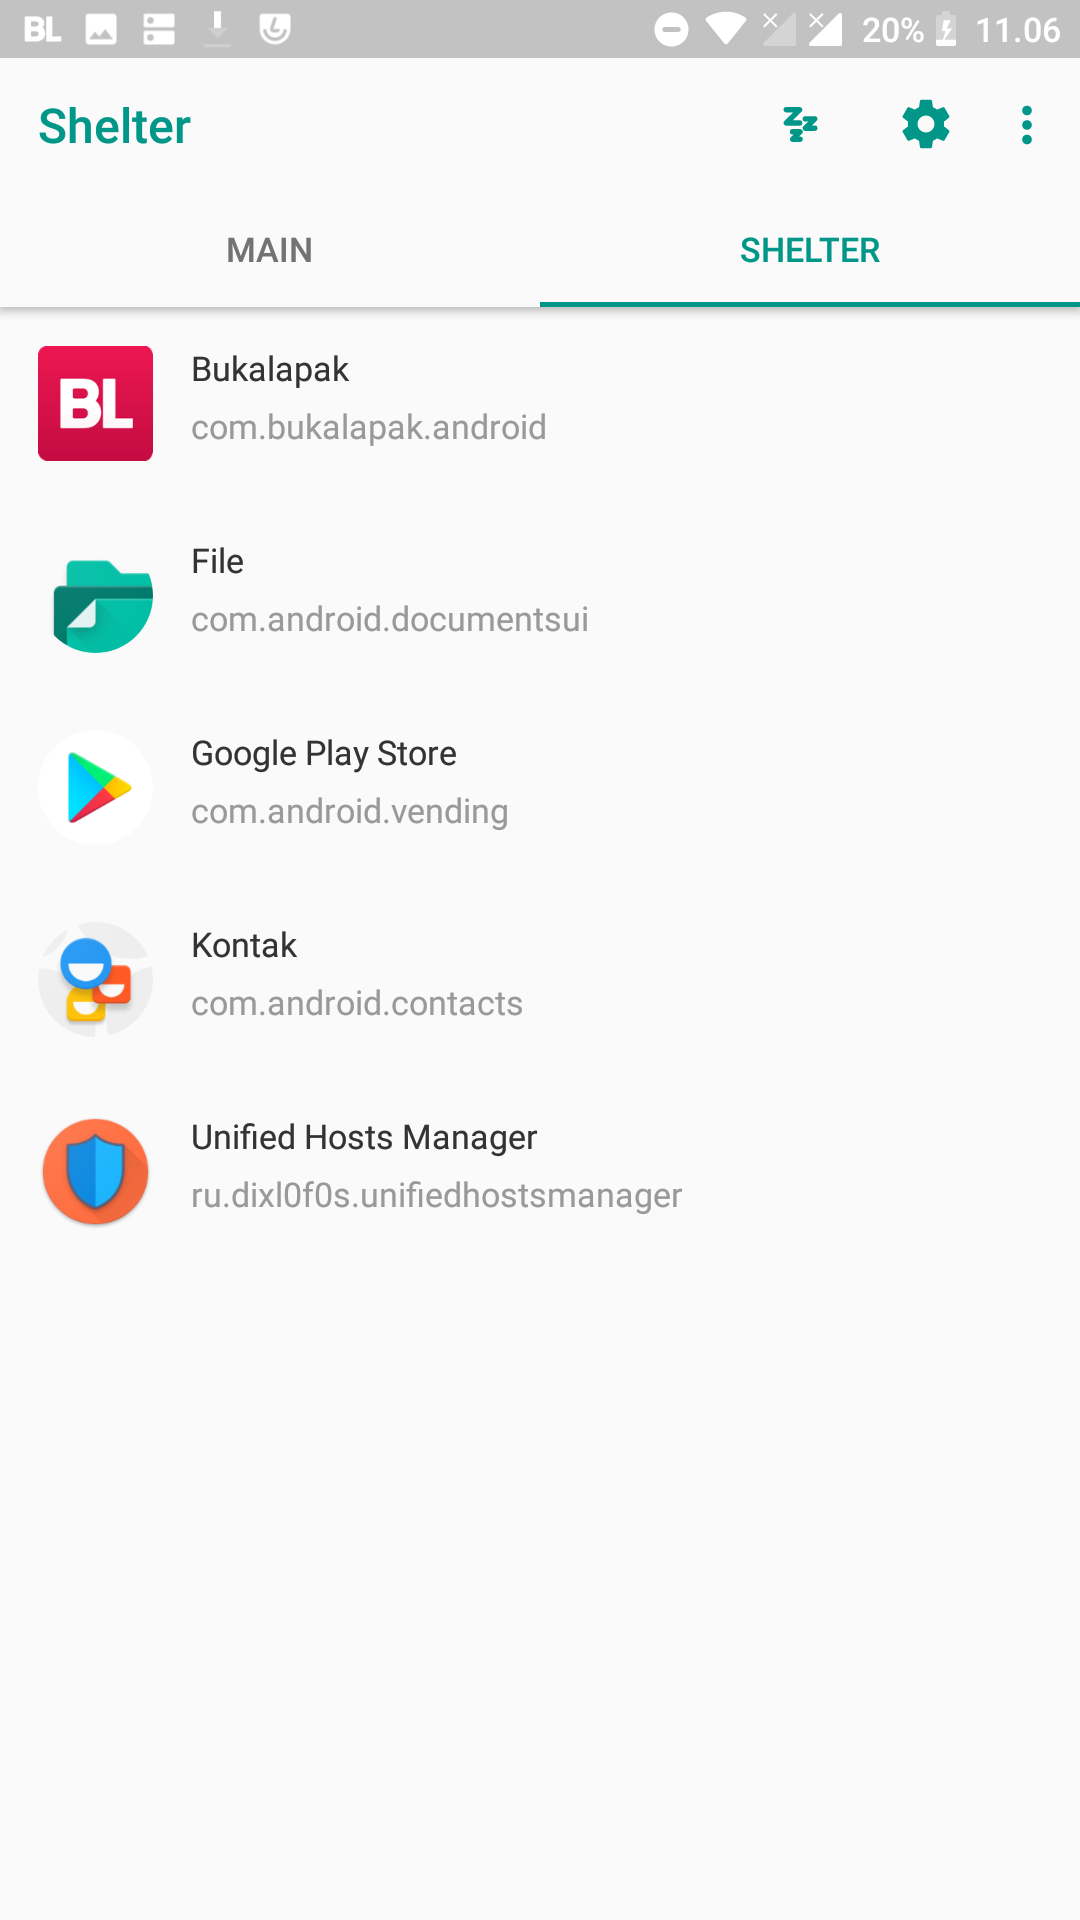 BL 20% 11.06
Shelter
MAIN SHELTER
BL
Bukalapak
com.bukalapak.android
File
com.android.documentsui
Google Play Store
com.android.vending
Kontak
com.android.contacts
Unified Hosts Manager
ru.dixl0f0s.unifiedhostsmanager